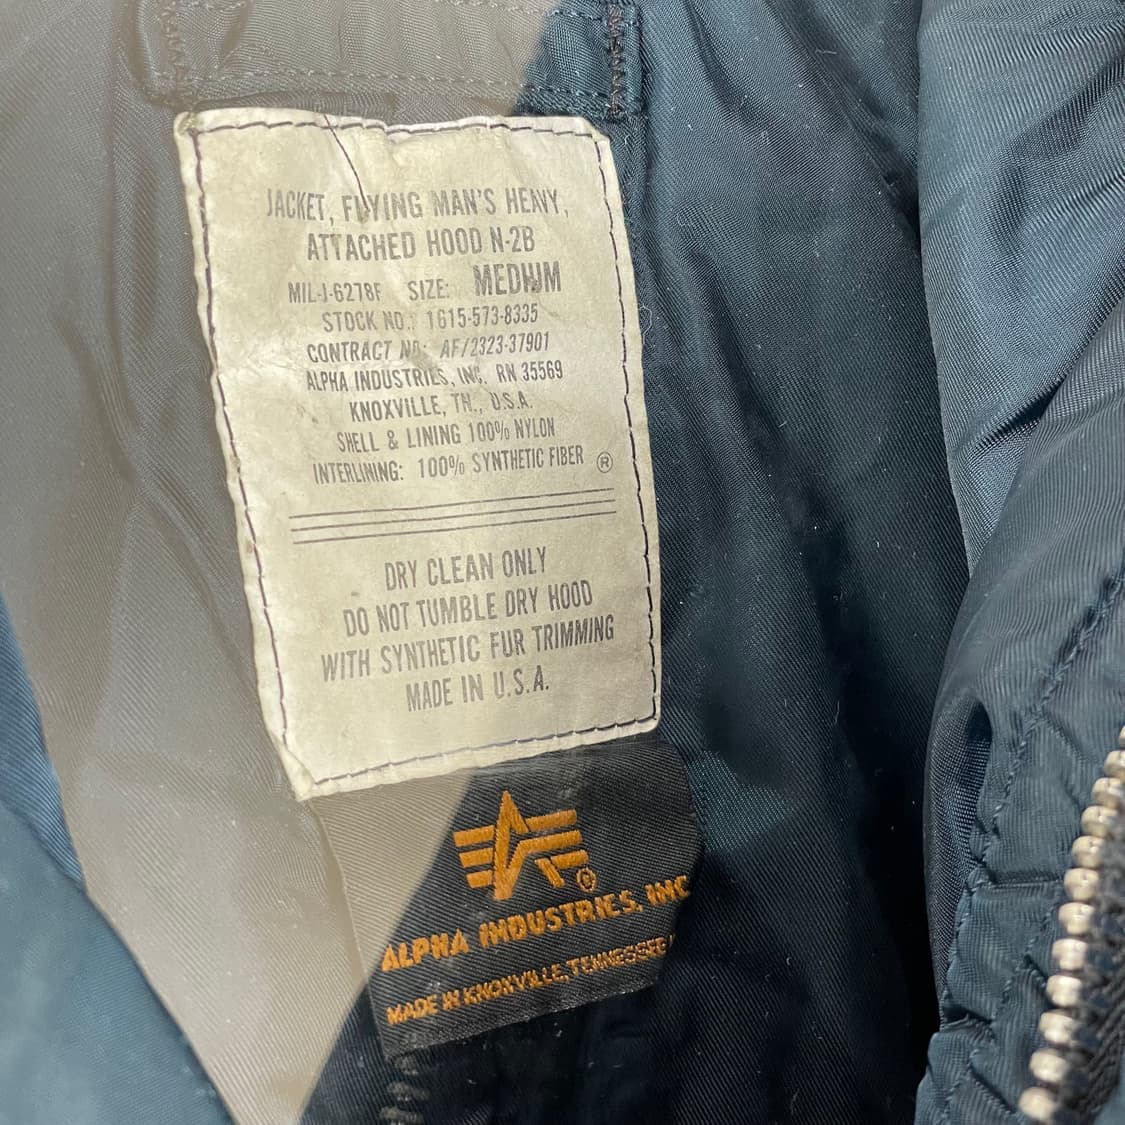 JACKET, FLYING MAN'S HEAVY,
ATTACHED HOOD N-2B
MIL-J-6278F SIZE: MEDIUM
STOCK NO.: 1615-573-8335
CONTRACT NO: AF/2323-37901
ALPHA INDUSTRIES, INC. RN 35569
KNOXVILLE, TN., U.S.A.
SHELL & LINING 100% NYLON
INTERLINING: 100% SYNTHETIC FIBER ®
DRY CLEAN ONLY
DO NOT TUMBLE DRY HOOD
WITH SYNTHETIC FUR TRIMMING
MADE IN U.S.A.
®
ALPHA INDUSTRIES, INC
MADE IN KNOXVILLE, TENNESSEE